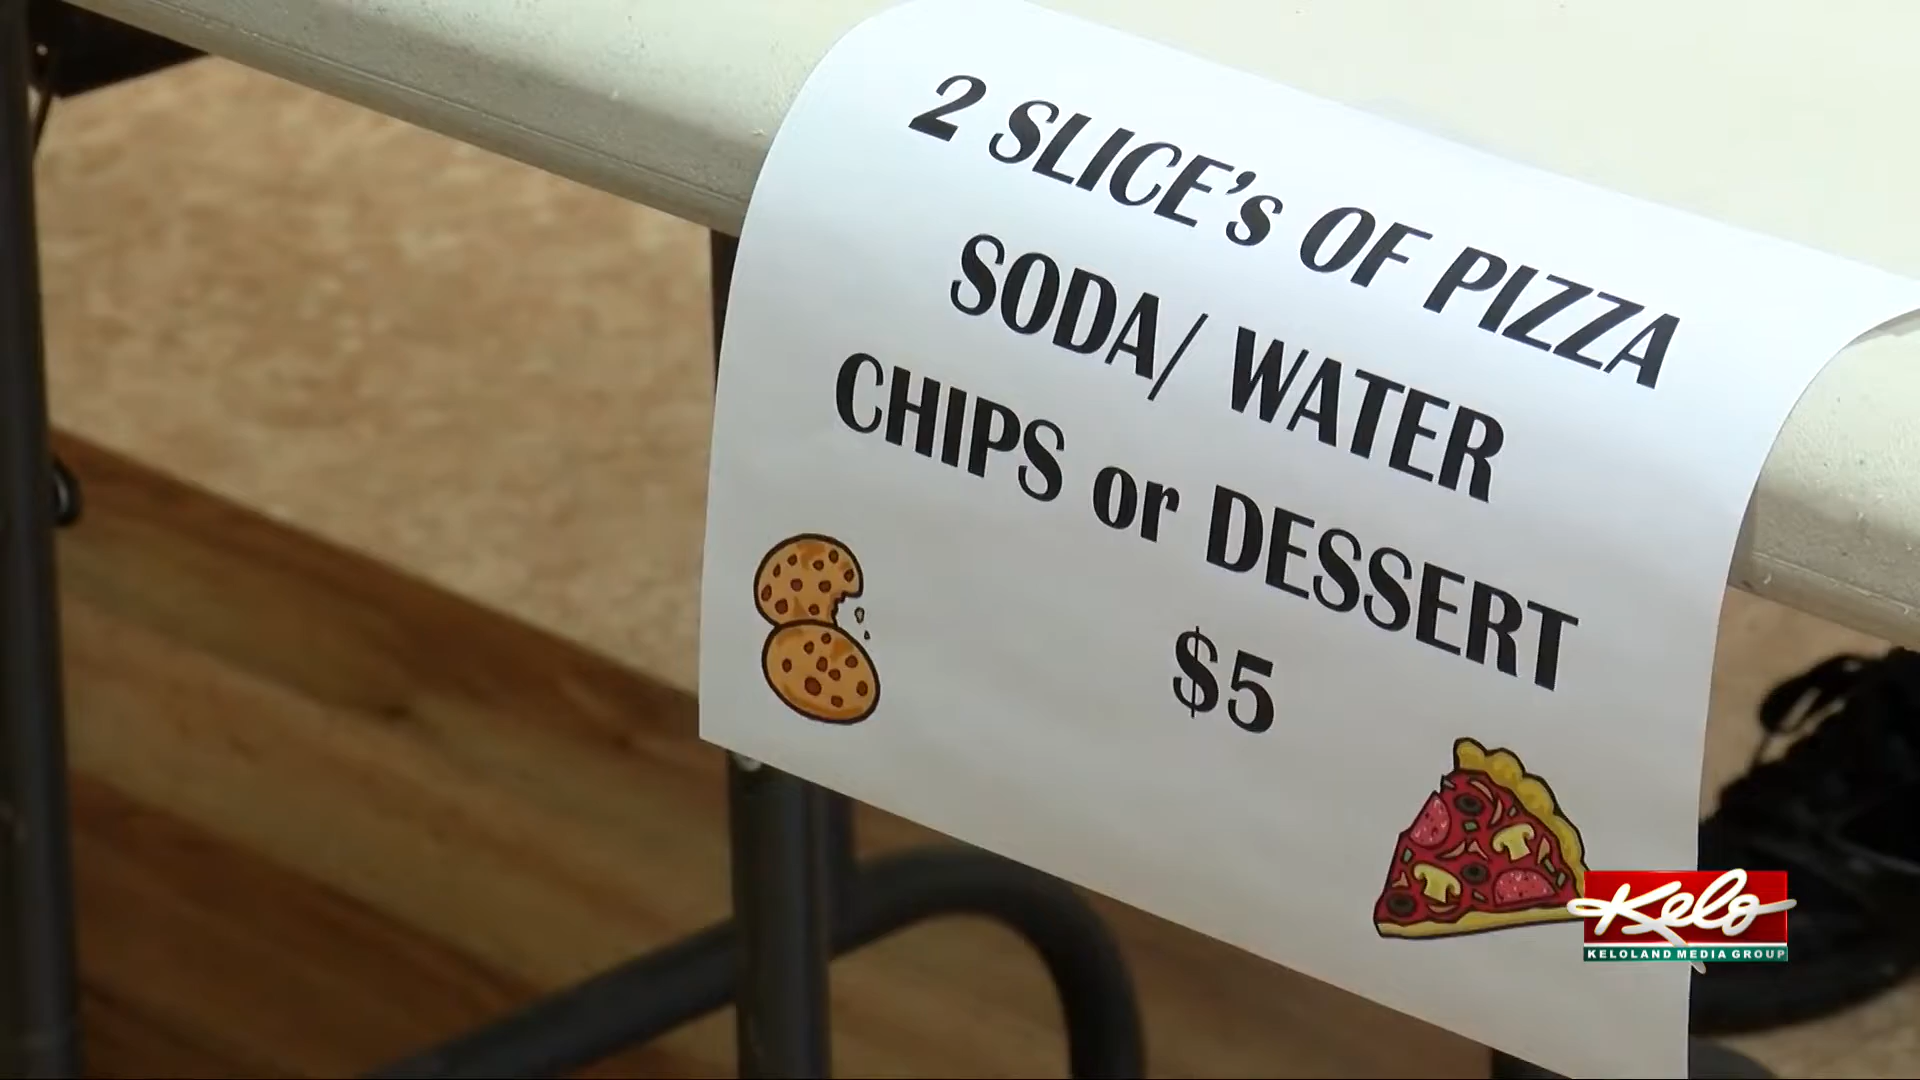 2 SLICE's OF PIZZA
SODA/ WATER
CHIPS or DESSERT
$5
Kelo
KELOLAND MEDIA GROUP